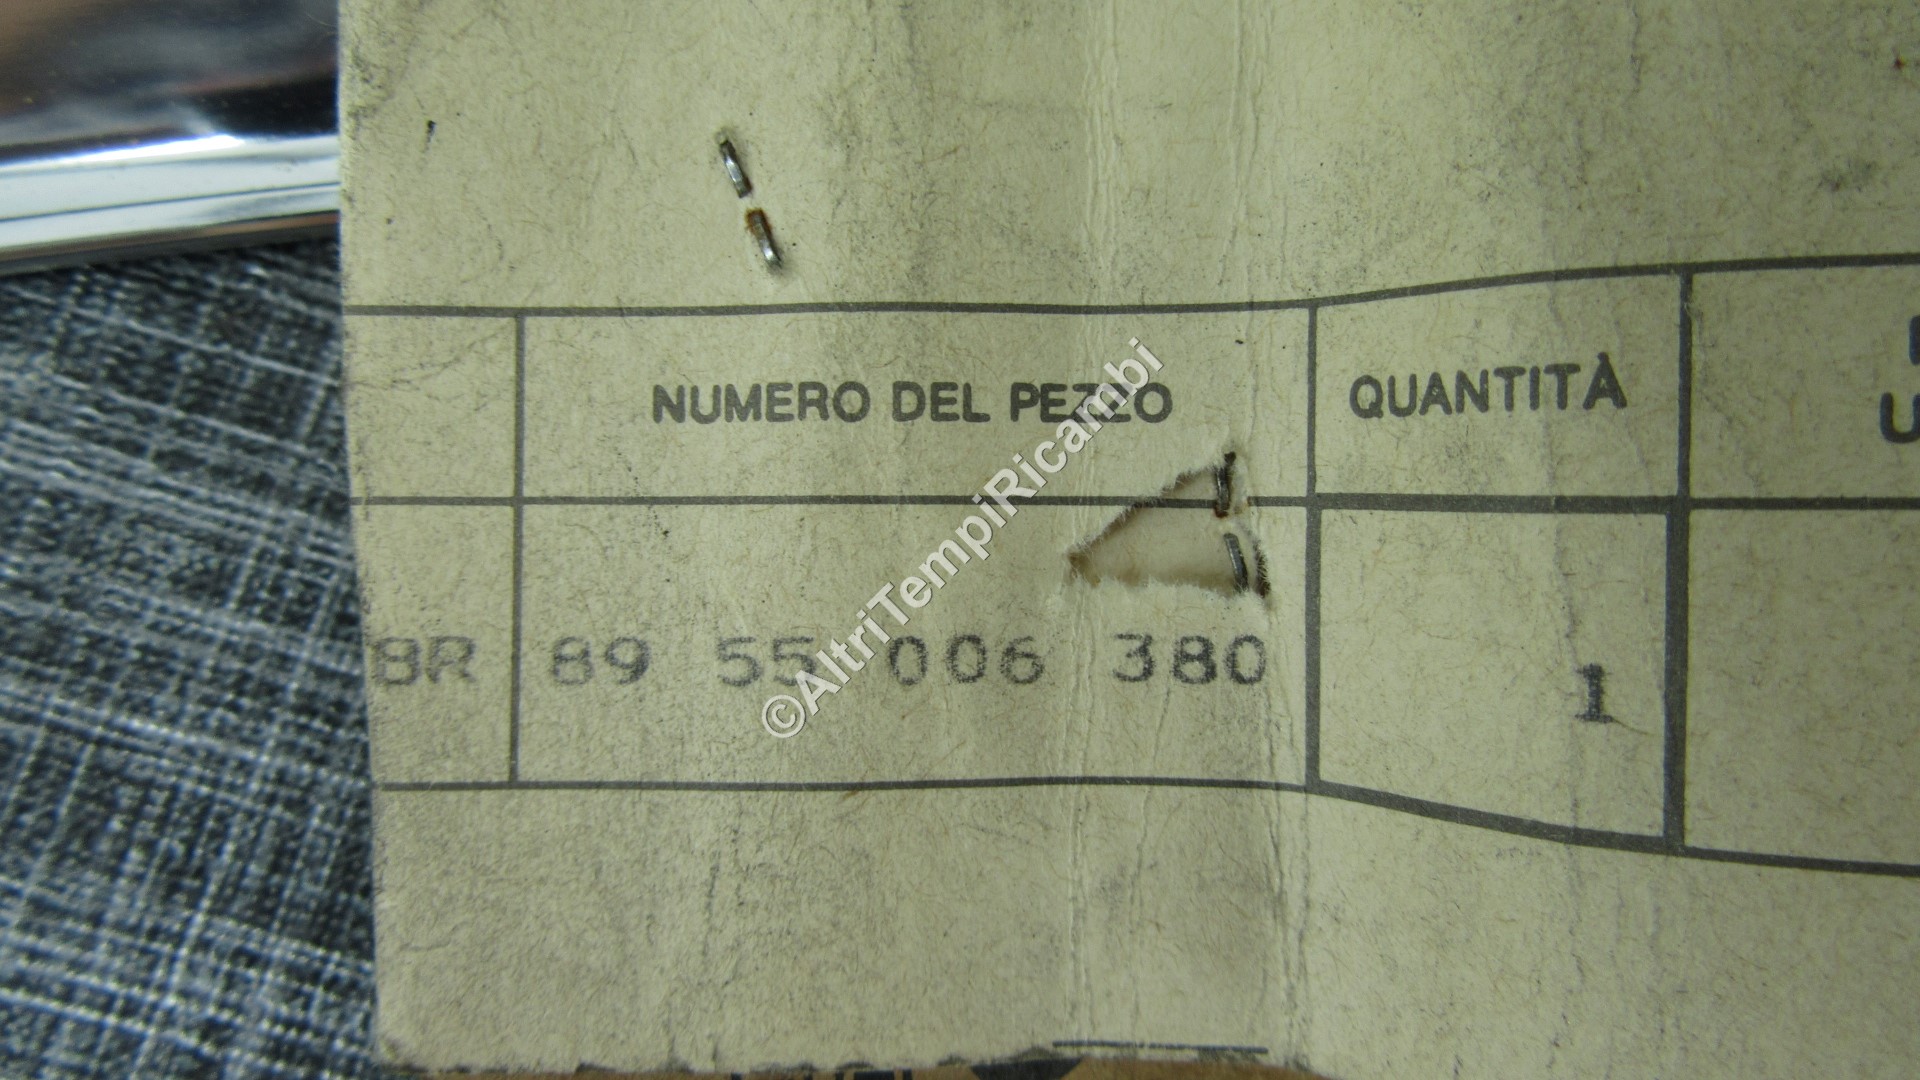 NUMERO DEL PEZZO QUANTITÀ
BR 89 55 006 380 1
©AltriTempiRicambi